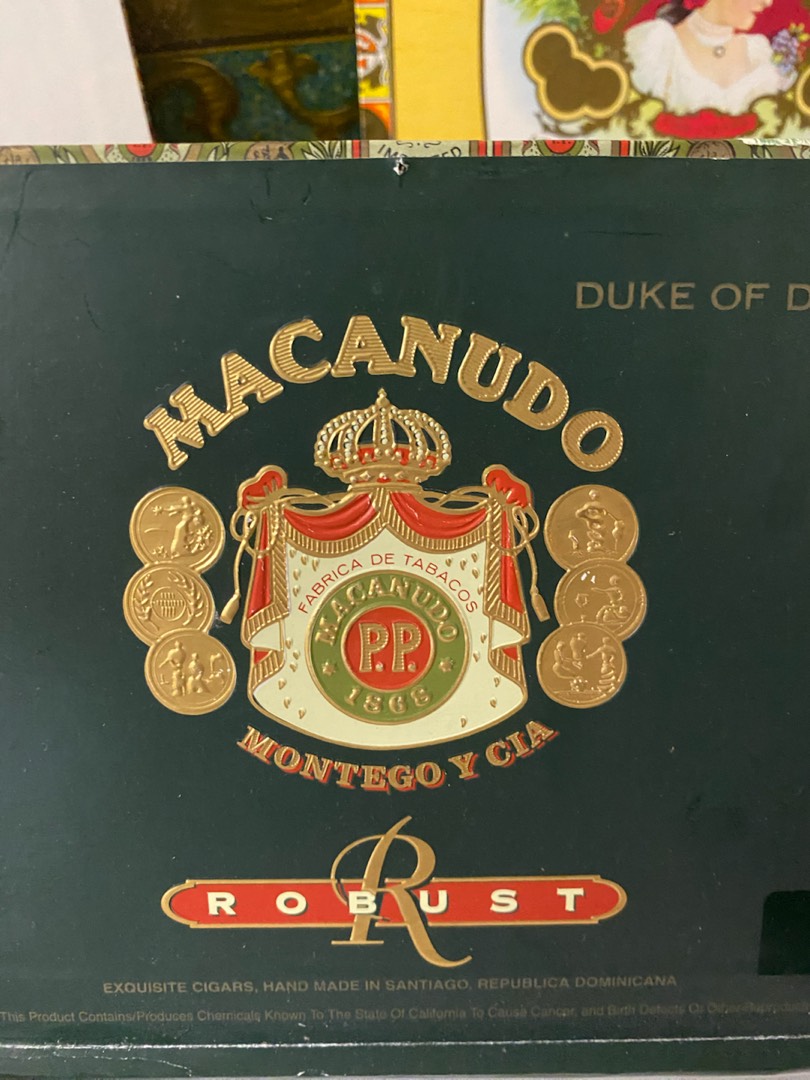 IMPORTED
DUKE OF D
MACANUDO
FABRICA DE TABACOS
MACANUDO
P.P.
1868
MONTEGO Y CIA
R
ROBUST
EXQUISITE CIGARS, HAND MADE IN SANTIAGO, REPUBLICA DOMINICANA
This Product Contains/Produces Chemicals Known To The State Of California To Cause Cancer, and Birth Defects Or Other Reproduc